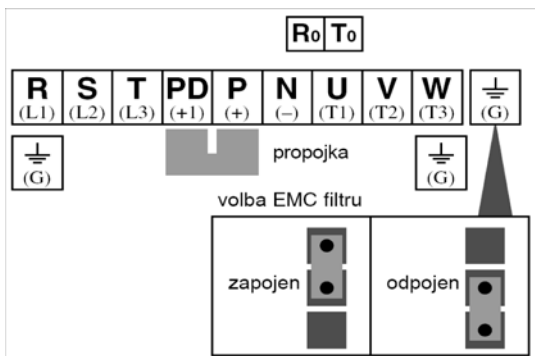 R0 T0
R S T PD P N U V W ⏚
(L1) (L2) (L3) (+1) (+) (–) (T1) (T2) (T3) (G)
⏚ ⏚
(G) propojka (G)
volba EMC filtru
zapojen odpojen